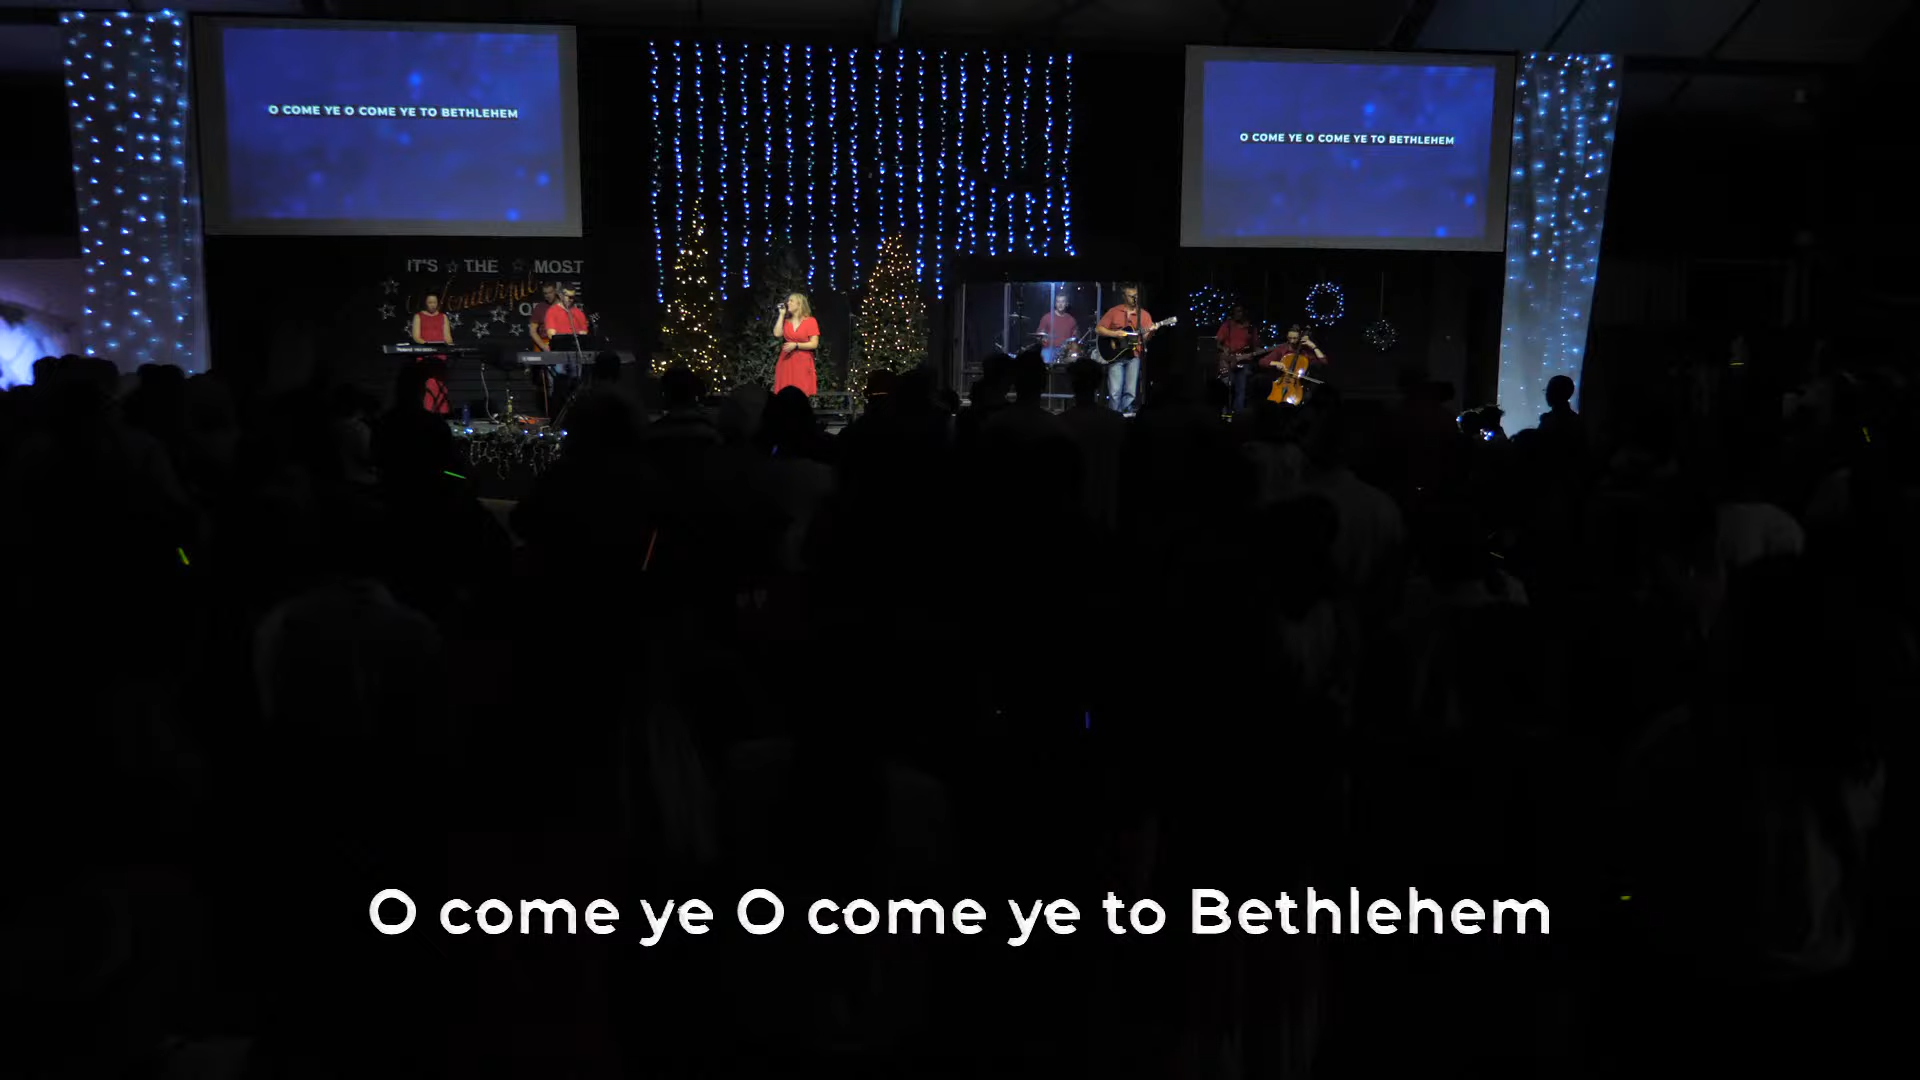 O COME YE O COME YE TO BETHLEHEM
O COME YE O COME YE TO BETHLEHEM
IT'S THE MOST
Wonderful
O come ye O come ye to Bethlehem